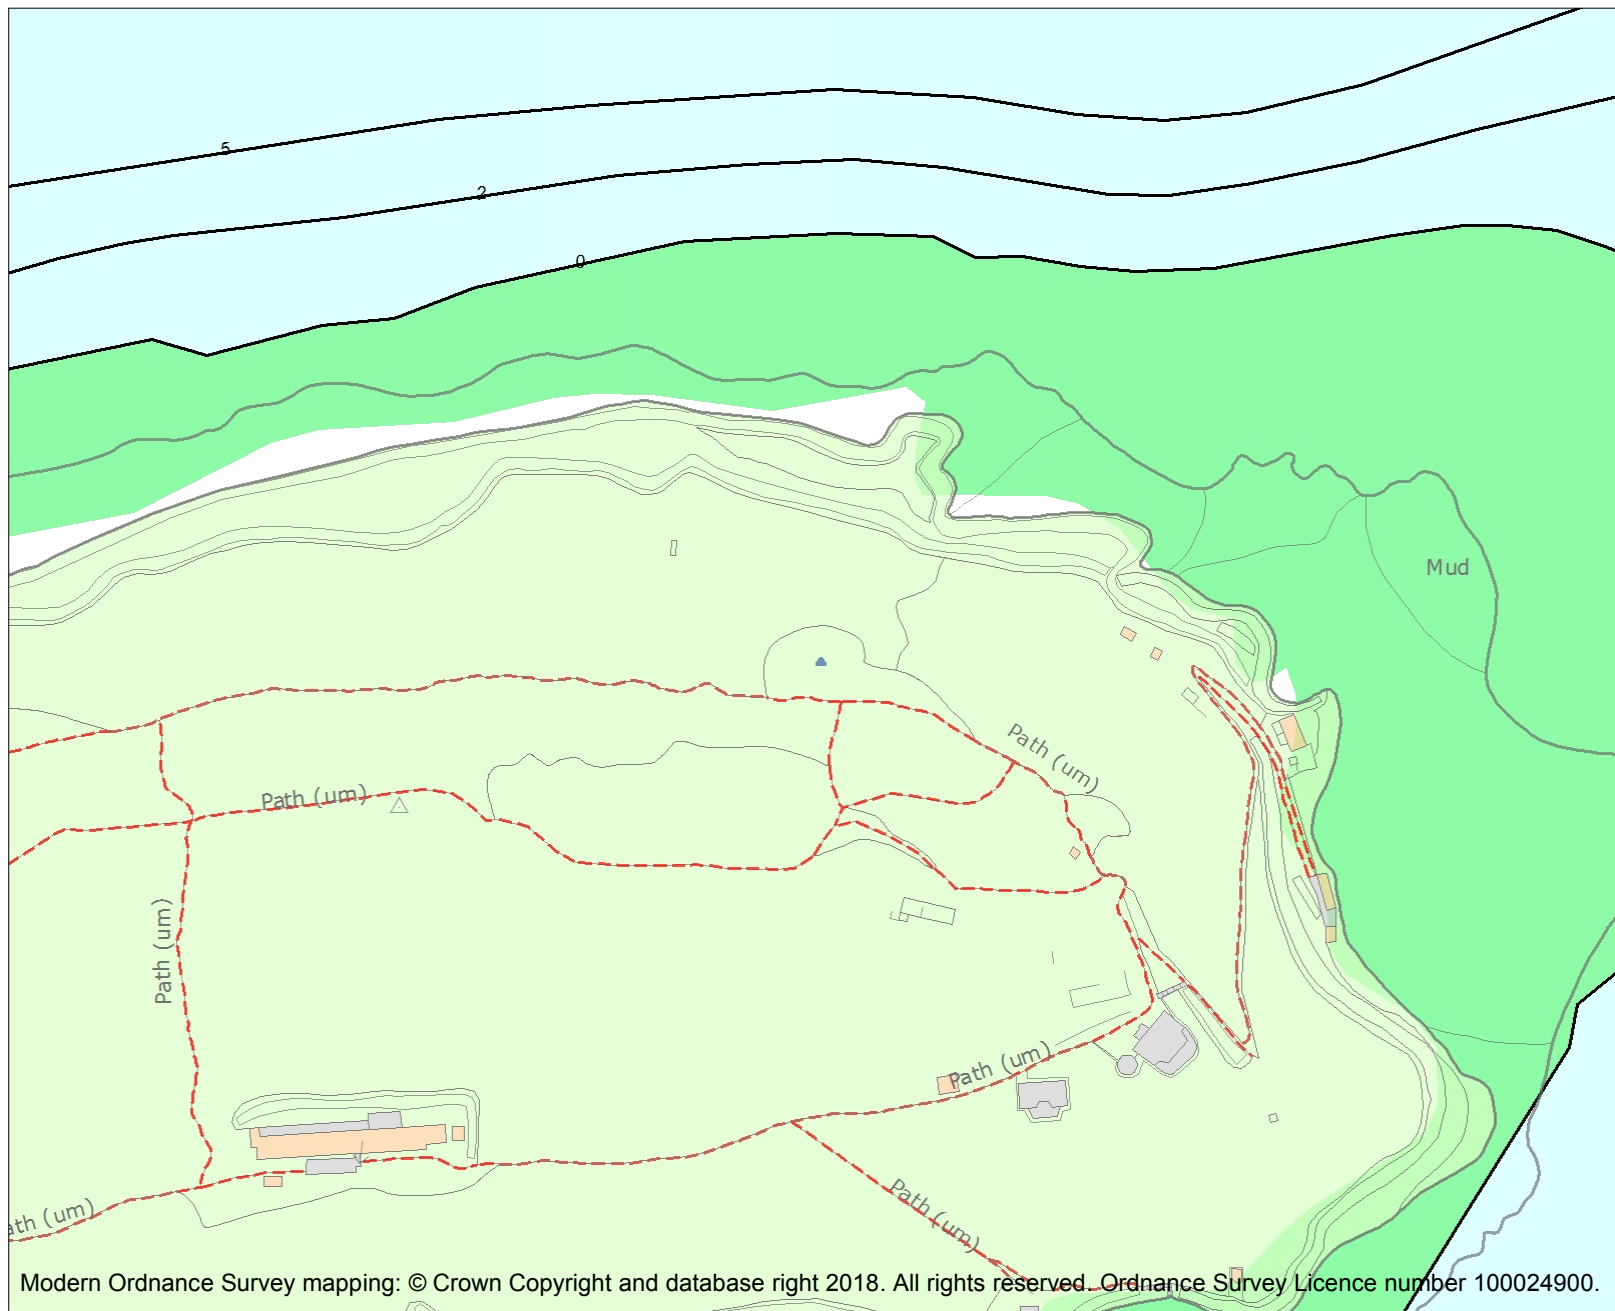 5
2
0
Mud
Path (um)
Path (um)
Path (um)
Path (um)
ath (um)
Path (um)
Modern Ordnance Survey mapping: © Crown Copyright and database right 2018. All rights reserved. Ordnance Survey Licence number 100024900.